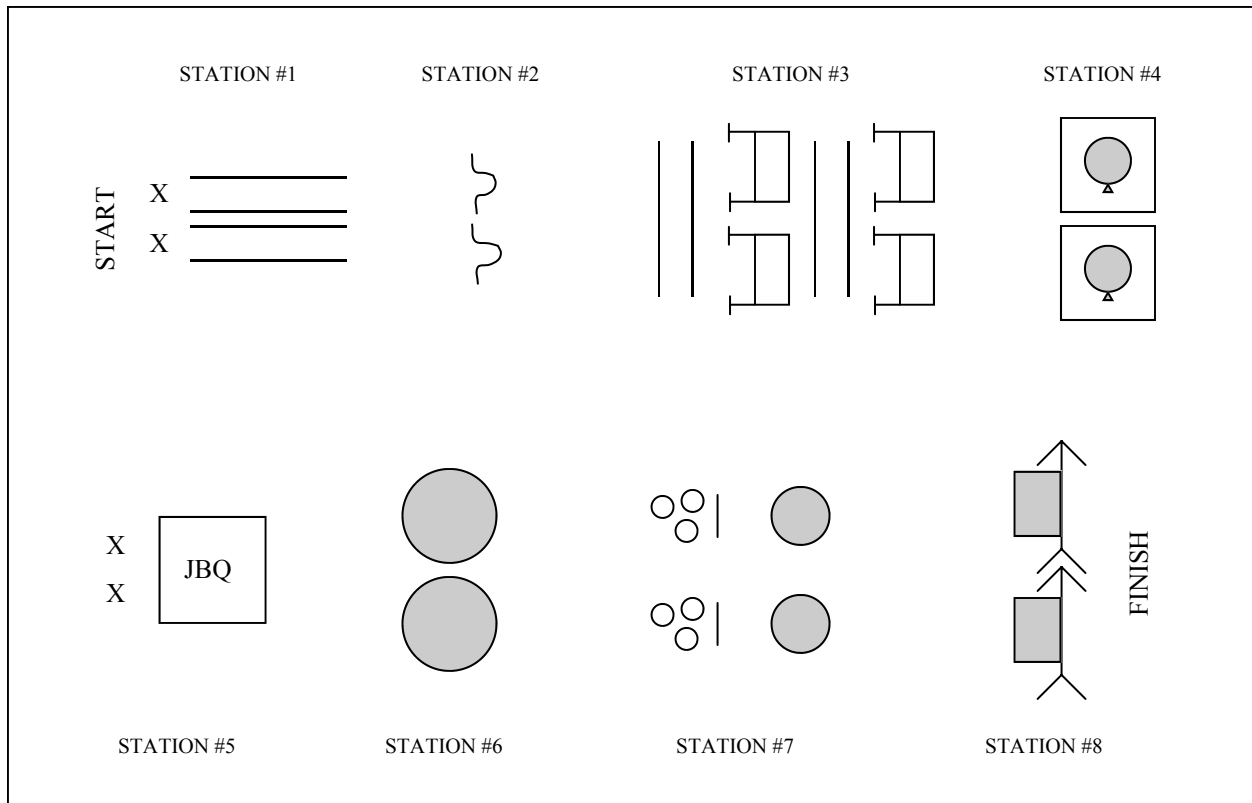 STATION #1
STATION #2
STATION #3
STATION #4
START
X
X
X
X
JBQ
FINISH
STATION #5
STATION #6
STATION #7
STATION #8